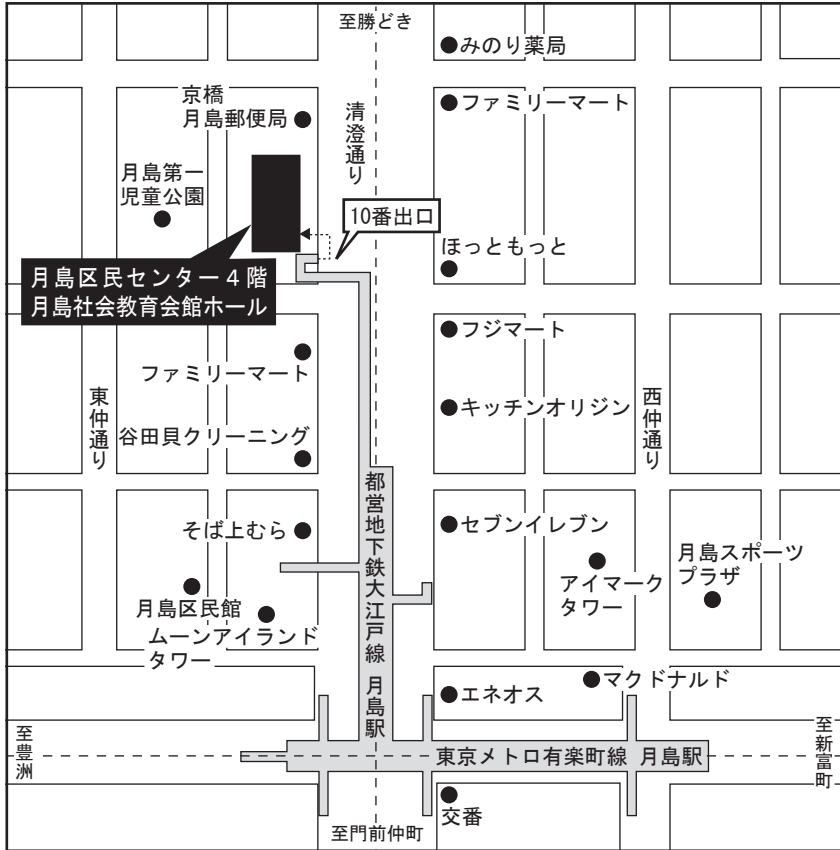 至勝どき
みのり薬局
京橋
月島郵便局
清澄通り
ファミリーマート
月島第一
児童公園
10番出口
ほっともっと
月島区民センター４階
月島社会教育会館ホール
フジマート
ファミリーマート
東仲通り
キッチンオリジン
西仲通り
谷田貝クリーニング
都営地下鉄大江戸線 月島駅
そば上むら
セブンイレブン
アイマーク
タワー
月島スポーツ
プラザ
月島区民館
ムーンアイランド
タワー
エネオス
マクドナルド
至豊洲
東京メトロ有楽町線 月島駅
至新富町
交番
至門前仲町